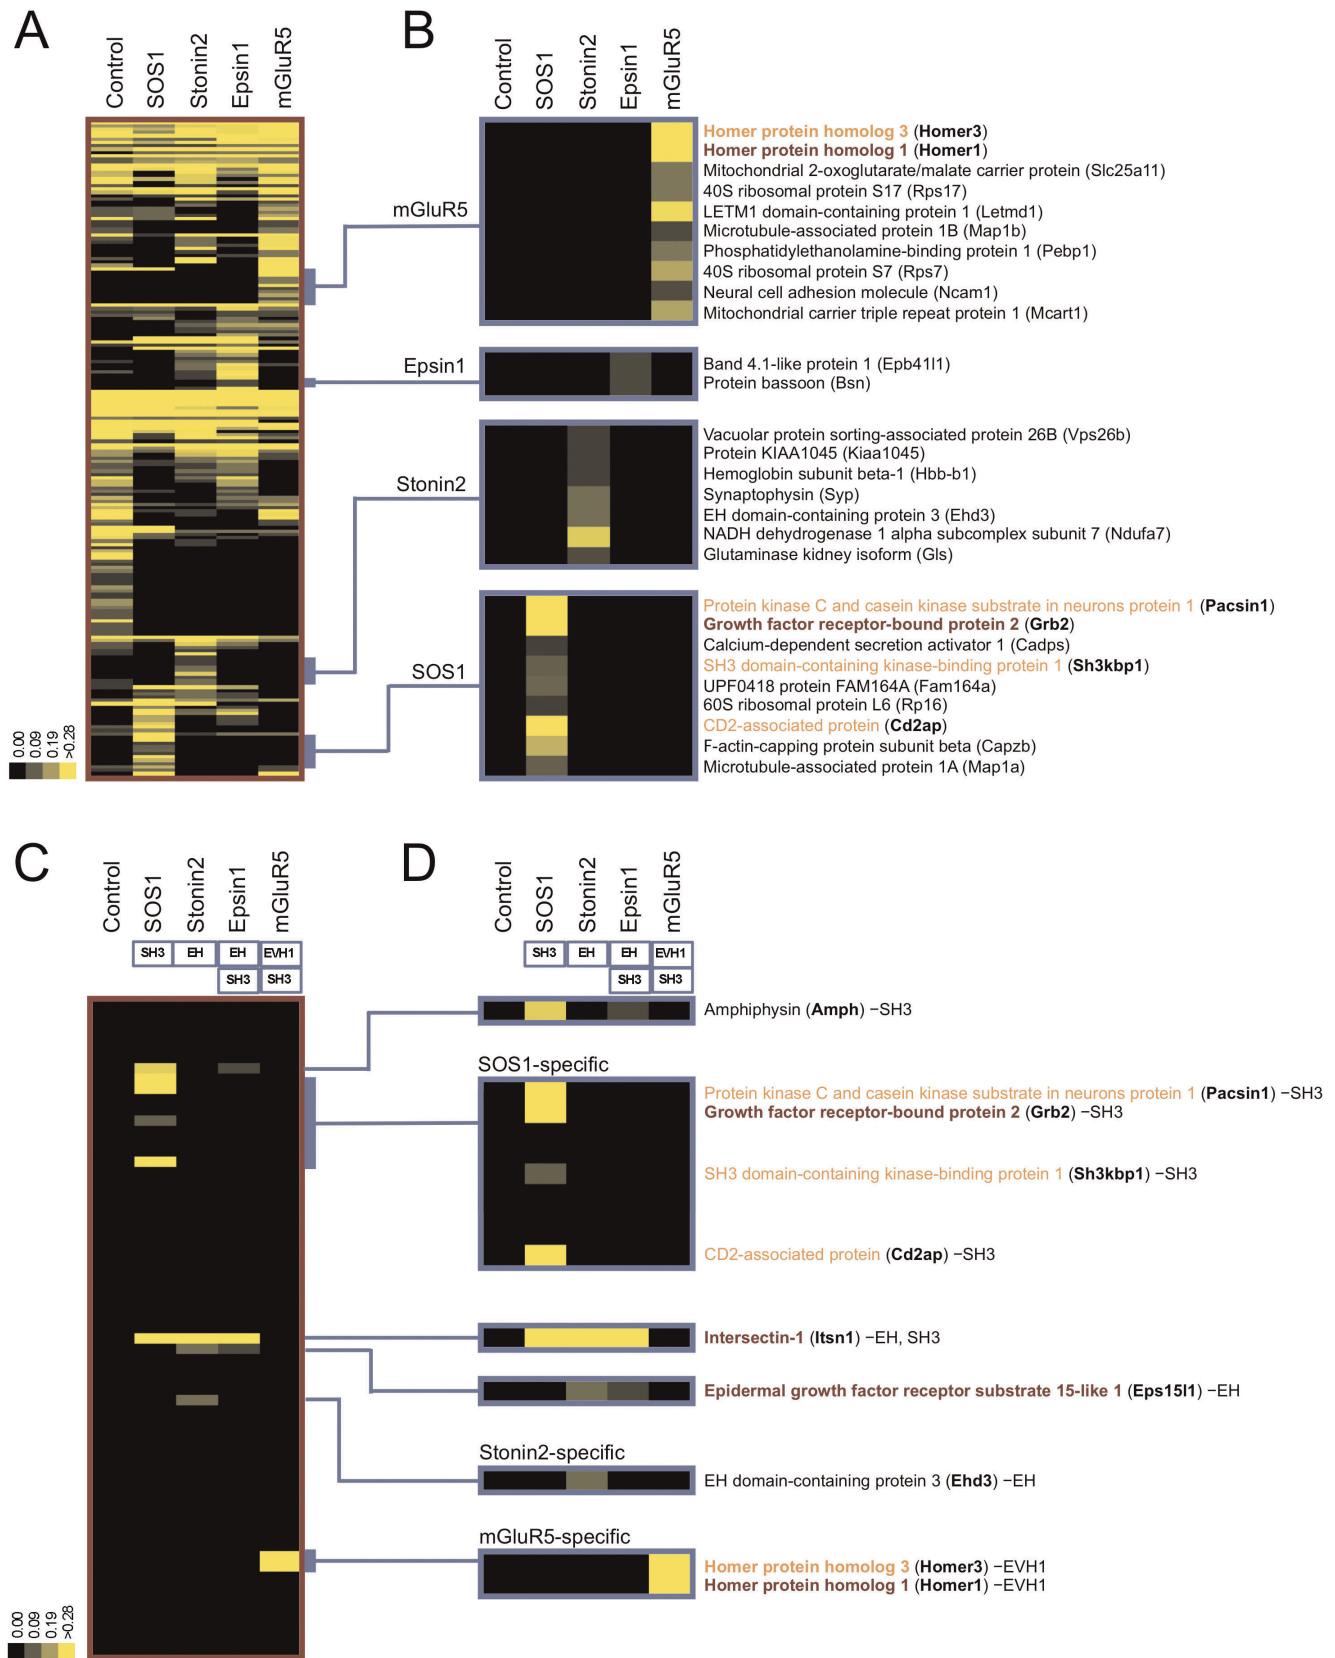 A
B
Control
SOS1
Stonin2
Epsin1
mGluR5
Control
SOS1
Stonin2
Epsin1
mGluR5
mGluR5
Homer protein homolog 3 (Homer3)
Homer protein homolog 1 (Homer1)
Mitochondrial 2-oxoglutarate/malate carrier protein (Slc25a11)
40S ribosomal protein S17 (Rps17)
LETM1 domain-containing protein 1 (Letmd1)
Microtubule-associated protein 1B (Map1b)
Phosphatidylethanolamine-binding protein 1 (Pebp1)
40S ribosomal protein S7 (Rps7)
Neural cell adhesion molecule (Ncam1)
Mitochondrial carrier triple repeat protein 1 (Mcart1)
Epsin1
Band 4.1-like protein 1 (Epb41l1)
Protein bassoon (Bsn)
Stonin2
Vacuolar protein sorting-associated protein 26B (Vps26b)
Protein KIAA1045 (Kiaa1045)
Hemoglobin subunit beta-1 (Hbb-b1)
Synaptophysin (Syp)
EH domain-containing protein 3 (Ehd3)
NADH dehydrogenase 1 alpha subcomplex subunit 7 (Ndufa7)
Glutaminase kidney isoform (Gls)
SOS1
Protein kinase C and casein kinase substrate in neurons protein 1 (Pacsin1)
Growth factor receptor-bound protein 2 (Grb2)
Calcium-dependent secretion activator 1 (Cadps)
SH3 domain-containing kinase-binding protein 1 (Sh3kbp1)
UPF0418 protein FAM164A (Fam164a)
60S ribosomal protein L6 (Rp16)
CD2-associated protein (Cd2ap)
F-actin-capping protein subunit beta (Capzb)
Microtubule-associated protein 1A (Map1a)
0.00
0.09
0.19
>0.28
C
D
Control
SOS1
Stonin2
Epsin1
mGluR5
Control
SOS1
Stonin2
Epsin1
mGluR5
SH3 EH EH EVH1
SH3 SH3
SH3 EH EH EVH1
SH3 SH3
Amphiphysin (Amph) −SH3
SOS1-specific
Protein kinase C and casein kinase substrate in neurons protein 1 (Pacsin1) −SH3
Growth factor receptor-bound protein 2 (Grb2) −SH3
SH3 domain-containing kinase-binding protein 1 (Sh3kbp1) −SH3
CD2-associated protein (Cd2ap) −SH3
Intersectin-1 (Itsn1) −EH, SH3
Epidermal growth factor receptor substrate 15-like 1 (Eps15l1) −EH
Stonin2-specific
EH domain-containing protein 3 (Ehd3) −EH
mGluR5-specific
Homer protein homolog 3 (Homer3) −EVH1
Homer protein homolog 1 (Homer1) −EVH1
0.00
0.09
0.19
>0.28